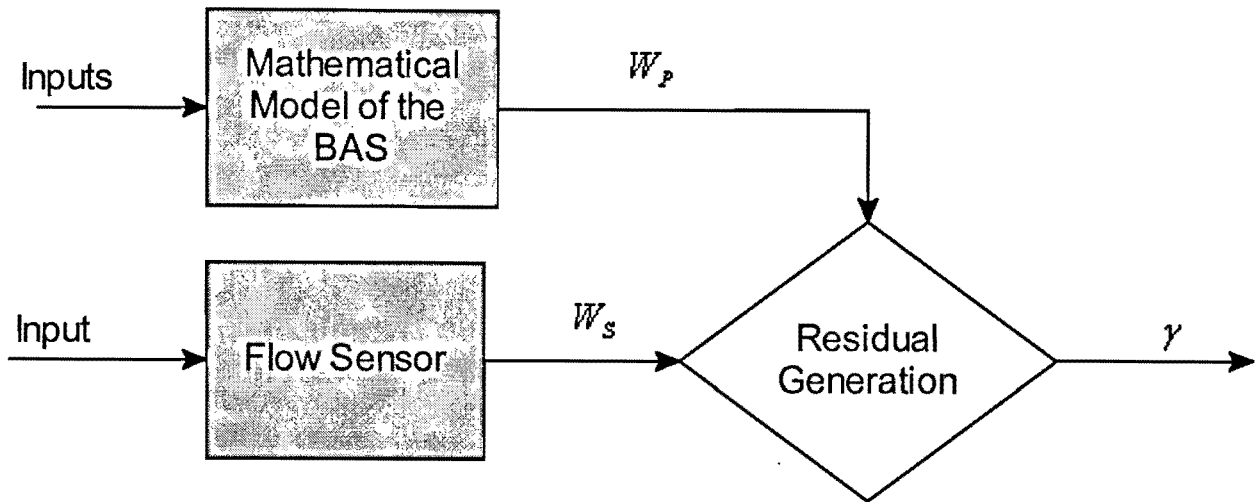 Inputs
Mathematical
Model of the
BAS
W_P
Input
Flow Sensor
W_S
Residual
Generation
γ